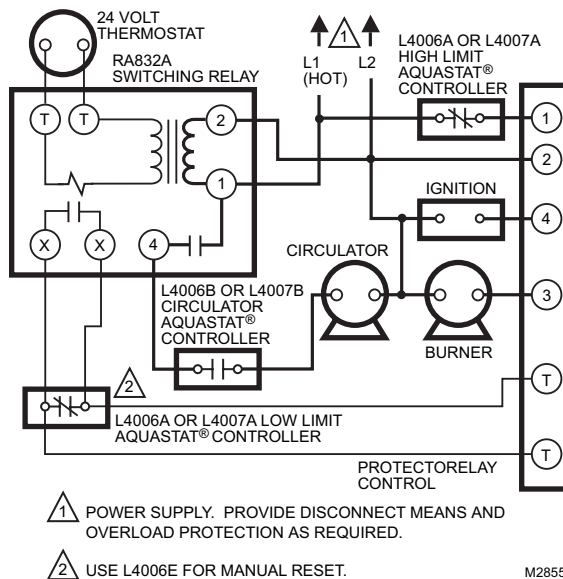 24 VOLT
THERMOSTAT
RA832A
SWITCHING RELAY
1
L1
(HOT)
L2
L4006A OR L4007A
HIGH LIMIT
AQUASTAT®
CONTROLLER
T
T
2
1
1
2
IGNITION
4
X
X
4
CIRCULATOR
3
L4006B OR L4007B
CIRCULATOR
AQUASTAT®
CONTROLLER
BURNER
2
T
L4006A OR L4007A LOW LIMIT
AQUASTAT® CONTROLLER
T
PROTECTORELAY
CONTROL
1 POWER SUPPLY. PROVIDE DISCONNECT MEANS AND
OVERLOAD PROTECTION AS REQUIRED.
2 USE L4006E FOR MANUAL RESET.
M2855